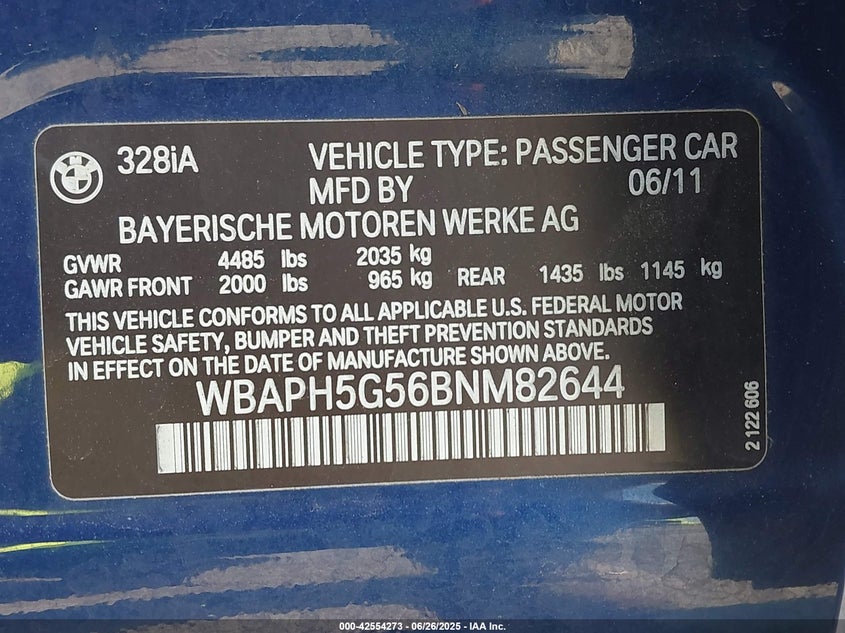 328iA VEHICLE TYPE: PASSENGER CAR
MFD BY 06/11
BAYERISCHE MOTOREN WERKE AG
GVWR 4485 lbs 2035 kg
GAWR FRONT 2000 lbs 965 kg REAR 1435 lbs 1145 kg
THIS VEHICLE CONFORMS TO ALL APPLICABLE U.S. FEDERAL MOTOR
VEHICLE SAFETY, BUMPER AND THEFT PREVENTION STANDARDS
IN EFFECT ON THE DATE OF MANUFACTURE SHOWN ABOVE.
WBAPH5G56BNM82644
2 122 606
000-42554273 - 06/26/2025 - IAA Inc.